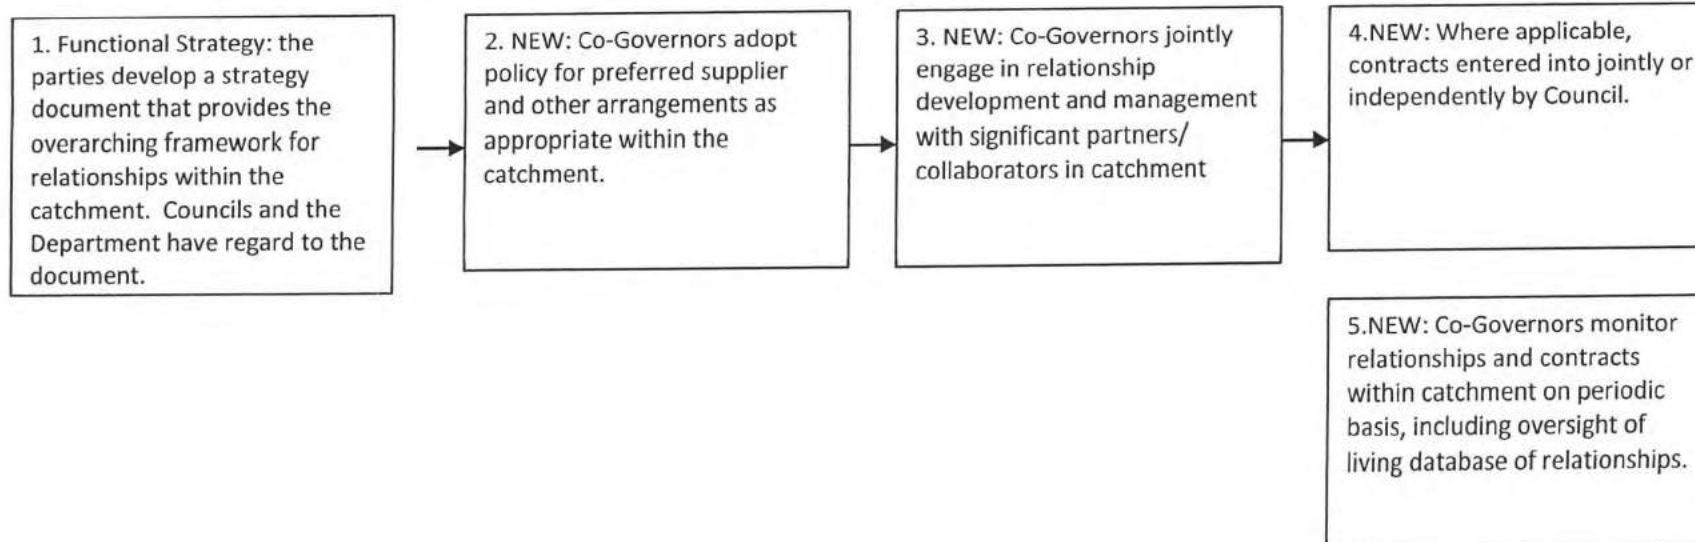 1. Functional Strategy: the
parties develop a strategy
document that provides the
overarching framework for
relationships within the
catchment.  Councils and the
Department have regard to the
document.
2. NEW: Co-Governors adopt
policy for preferred supplier
and other arrangements as
appropriate within the
catchment.
3. NEW: Co-Governors jointly
engage in relationship
development and management
with significant partners/
collaborators in catchment
4.NEW: Where applicable,
contracts entered into jointly or
independently by Council.
5.NEW: Co-Governors monitor
relationships and contracts
within catchment on periodic
basis, including oversight of
living database of relationships.